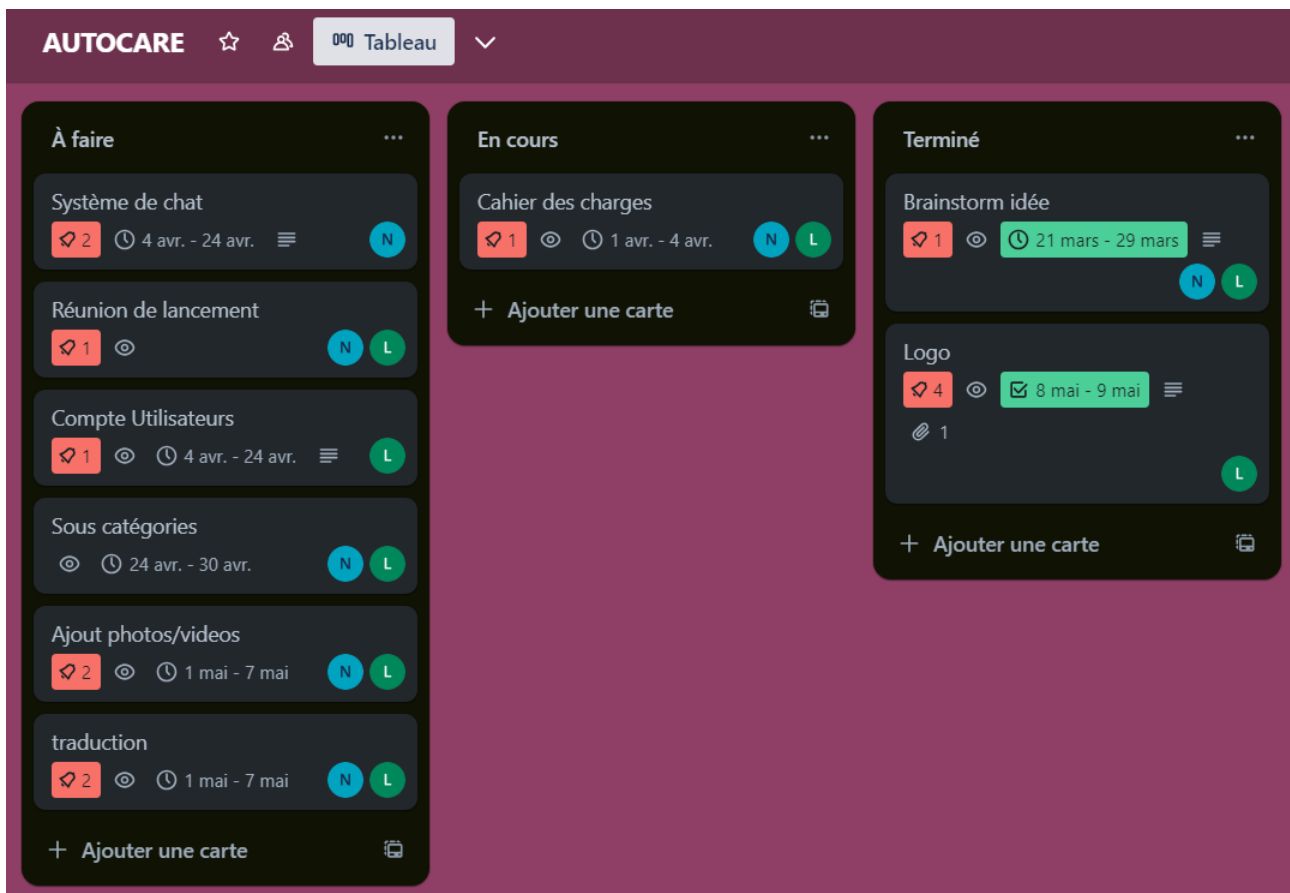 AUTOCARE Tableau
À faire
Système de chat
2 4 avr. - 24 avr. N
Réunion de lancement
1 N L
Compte Utilisateurs
1 4 avr. - 24 avr. L
Sous catégories
24 avr. - 30 avr. N L
Ajout photos/videos
2 1 mai - 7 mai N L
traduction
2 1 mai - 7 mai N L
+ Ajouter une carte
En cours
Cahier des charges
1 1 avr. - 4 avr. N L
+ Ajouter une carte
Terminé
Brainstorm idée
1 21 mars - 29 mars
N L
Logo
4 8 mai - 9 mai
1
L
+ Ajouter une carte